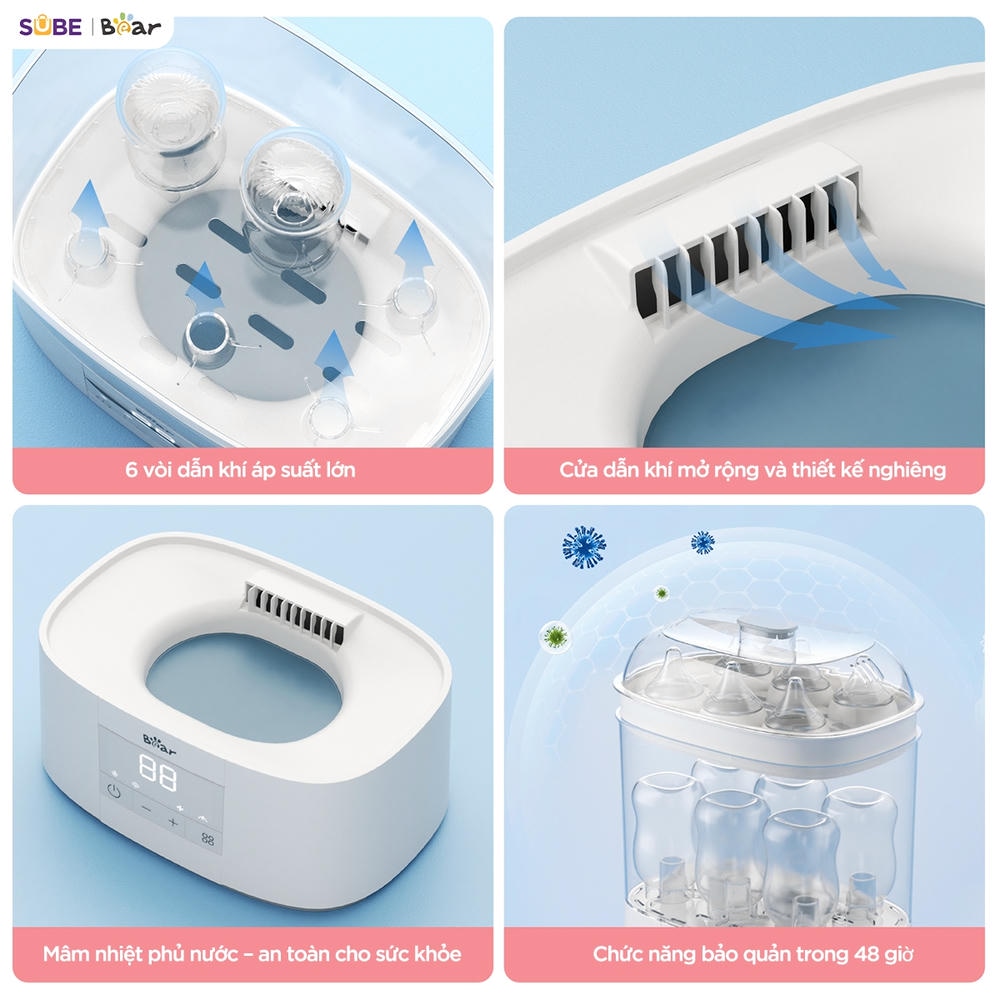 SUBE | Bear
6 vòi dẫn khí áp suất lớn
Cửa dẫn khí mở rộng và thiết kế nghiêng
Bear
88
Mâm nhiệt phủ nước – an toàn cho sức khỏe
Chức năng bảo quản trong 48 giờ